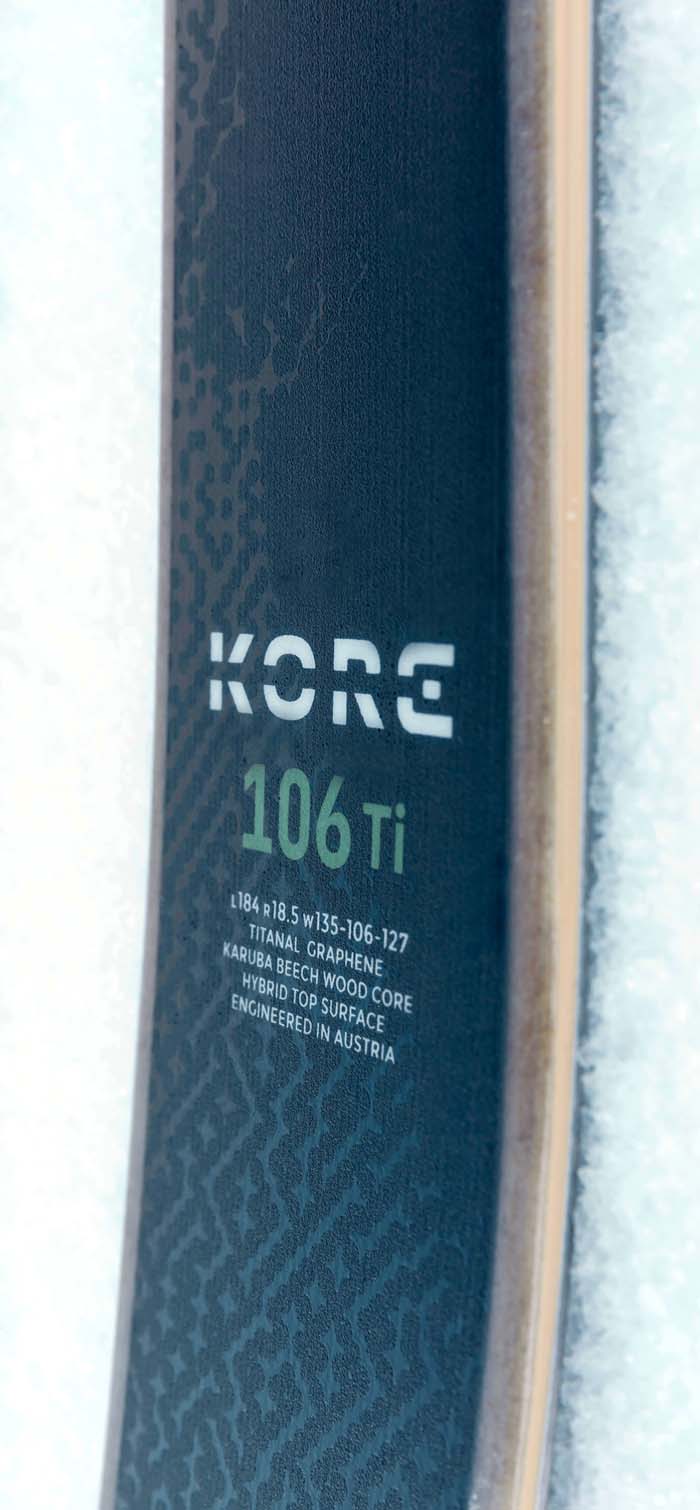 KORE
106 Ti
L184 R18.5 W135-106-127
TITANAL GRAPHENE
KARUBA BEECH WOOD CORE
HYBRID TOP SURFACE
ENGINEERED IN AUSTRIA